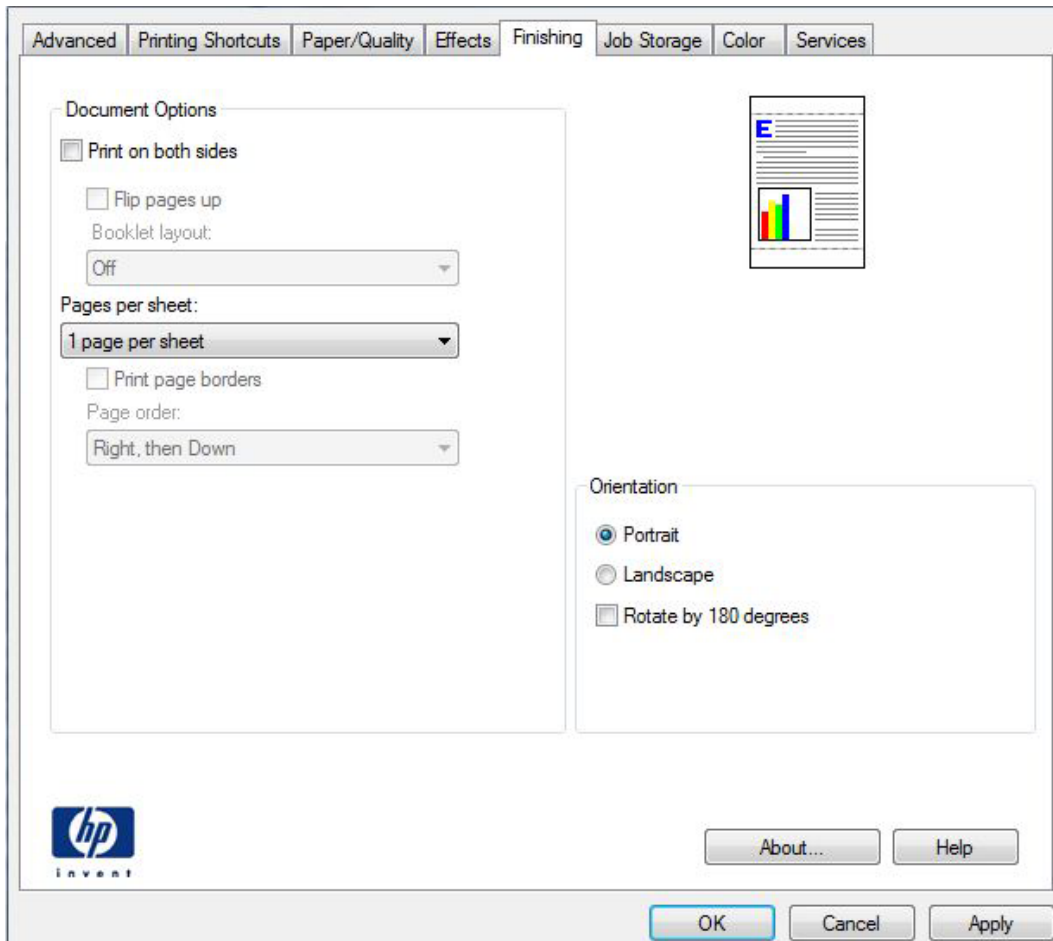 Advanced Printing Shortcuts Paper/Quality Effects Finishing Job Storage Color Services
Document Options
Print on both sides
Flip pages up
Booklet layout:
Off
Pages per sheet:
1 page per sheet
Print page borders
Page order:
Right, then Down
E
Orientation
Portrait
Landscape
Rotate by 180 degrees
hp
invent
About... Help
OK Cancel Apply